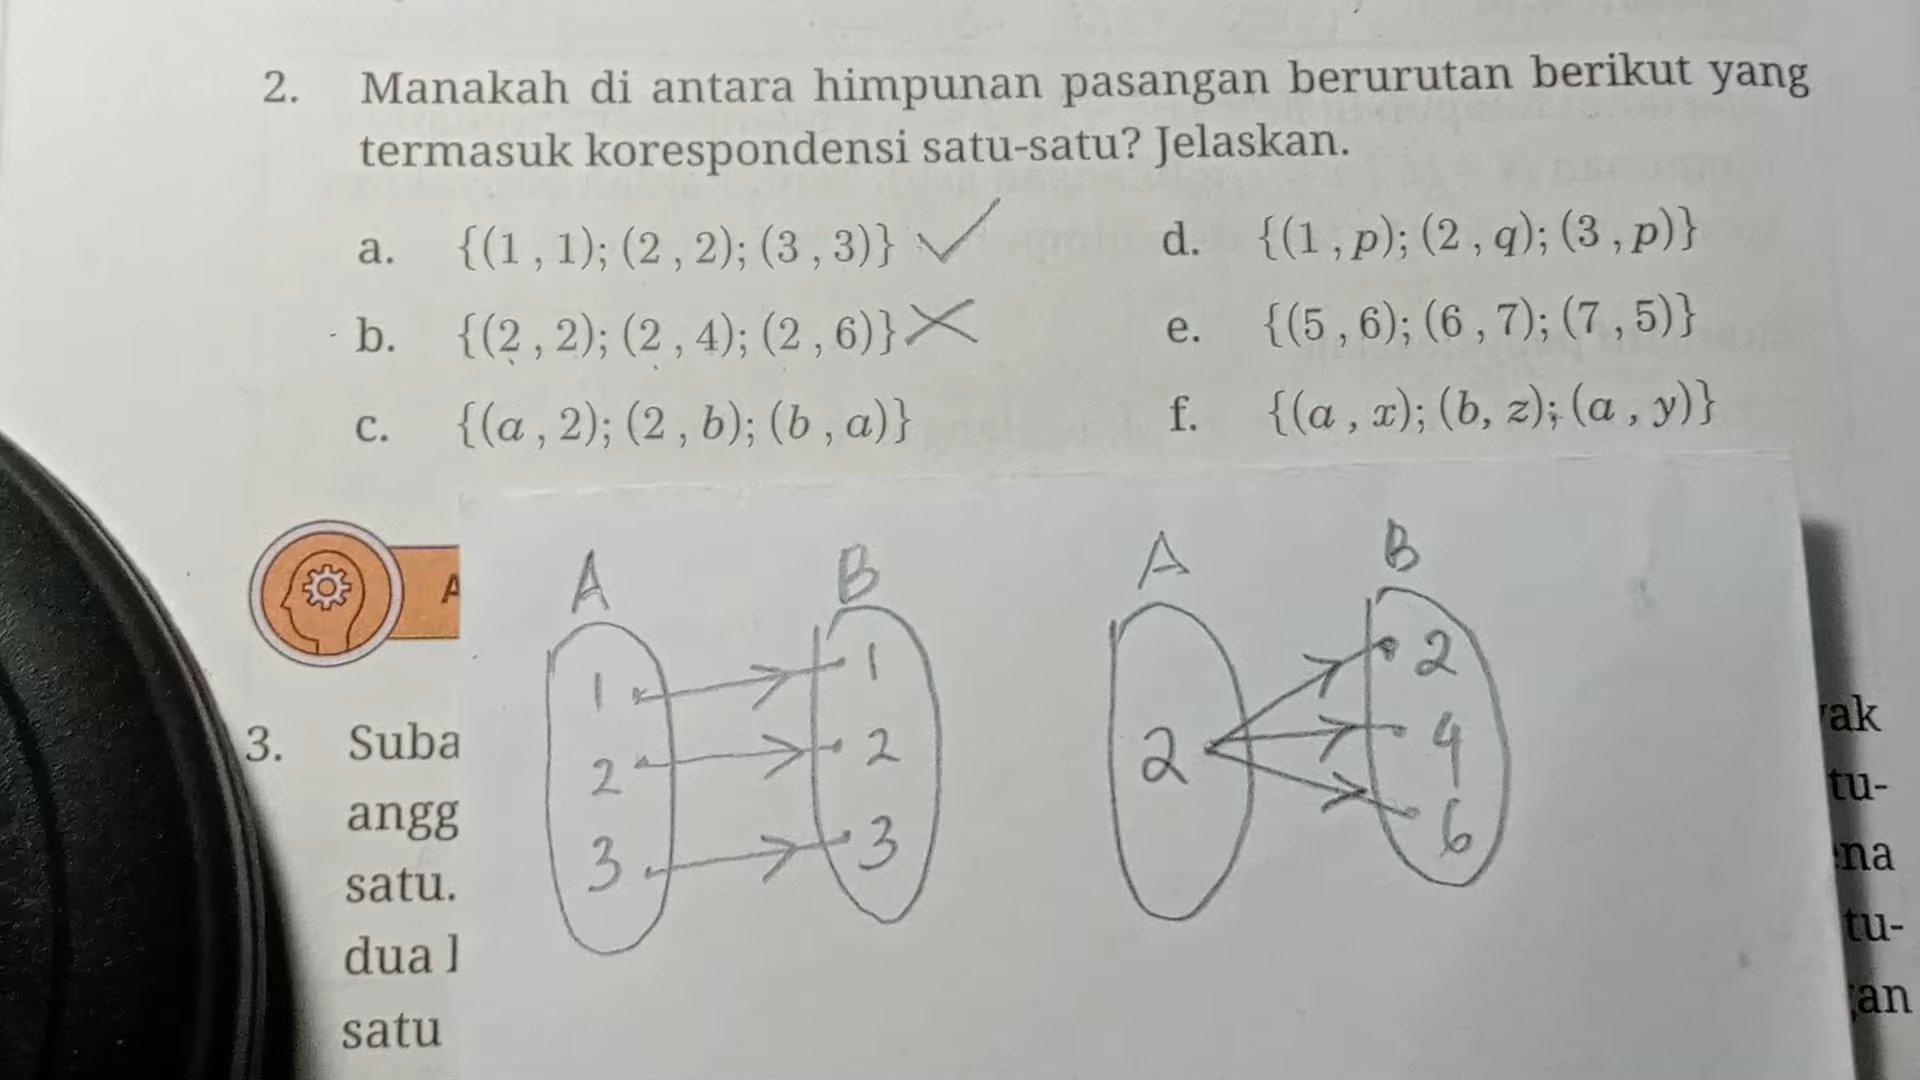 2. Manakah di antara himpunan pasangan berurutan berikut yang
termasuk korespondensi satu-satu? Jelaskan.
a. {(1 , 1); (2 , 2); (3 , 3)} ✓
b. {(2 , 2); (2 , 4); (2 , 6)} ✗
c. {(a , 2); (2 , b); (b , a)}
d. {(1 , p); (2 , q); (3 , p)}
e. {(5 , 6); (6 , 7); (7 , 5)}
f. {(a , x); (b, z); (a , y)}
A
A B
1 1
2 2
3 3
A B
2
2 4
6
3. Suba
angg
satu.
dua
satu
ak
tu-
na
tu-
an